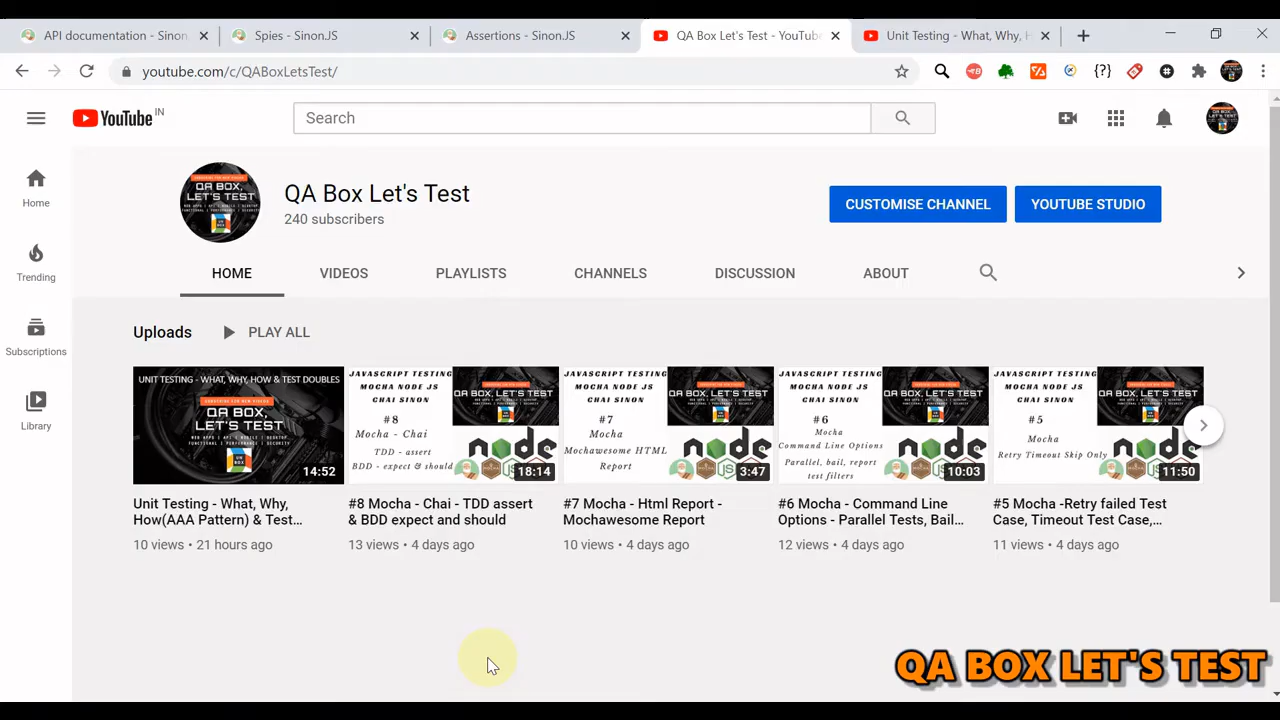 API documentation - Sinon
Spies - Sinon.JS
Assertions - Sinon.JS
QA Box Let's Test - YouTube
Unit Testing - What, Why, H
youtube.com/c/QABoxLetsTest/
YouTube IN
Search
Home
Trending
Subscriptions
Library
QA Box Let's Test
240 subscribers
CUSTOMISE CHANNEL
YOUTUBE STUDIO
HOME
VIDEOS
PLAYLISTS
CHANNELS
DISCUSSION
ABOUT
Uploads
PLAY ALL
UNIT TESTING - WHAT, WHY, HOW & TEST DOUBLES
QA BOX,
LET'S TEST
14:52
Unit Testing - What, Why,
How(AAA Pattern) & Test...
10 views • 21 hours ago
JAVASCRIPT TESTING
MOCHA NODE JS
CHAI SINON
#8
Mocha - Chai
TDD - assert
BDD - expect & should
18:14
#8 Mocha - Chai - TDD assert
& BDD expect and should
13 views • 4 days ago
JAVASCRIPT TESTING
MOCHA NODE JS
CHAI SINON
#7
Mocha
Mochawesome HTML
Report
3:47
#7 Mocha - Html Report -
Mochawesome Report
10 views • 4 days ago
JAVASCRIPT TESTING
MOCHA NODE JS
CHAI SINON
#6
Mocha
Command Line Options
Parallel, bail, report
test filters
10:03
#6 Mocha - Command Line
Options - Parallel Tests, Bail...
12 views • 4 days ago
JAVASCRIPT TESTING
MOCHA NODE JS
CHAI SINON
#5
Mocha
Retry Timeout Skip Only
11:50
#5 Mocha -Retry failed Test
Case, Timeout Test Case,...
11 views • 4 days ago
QA BOX LET'S TEST